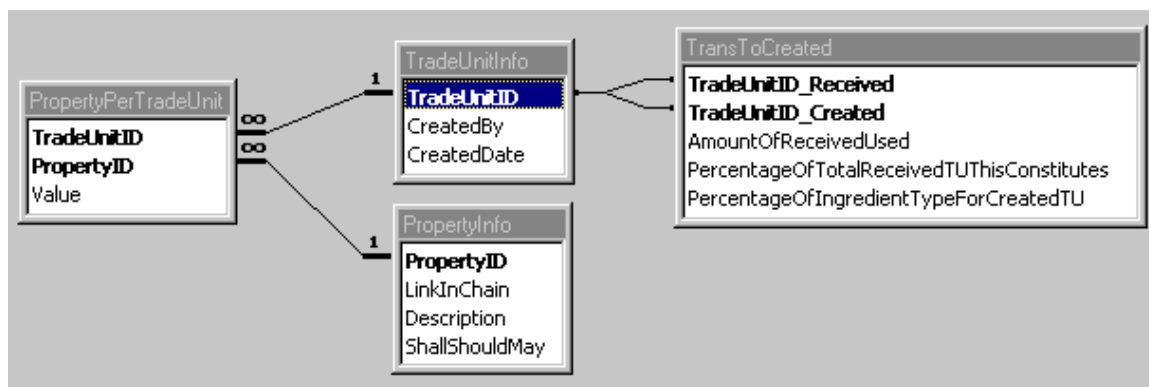 PropertyPerTradeUnit
TradeUnitID
PropertyID
Value
∞
∞
1
1
TradeUnitInfo
TradeUnitID
CreatedBy
CreatedDate
PropertyInfo
PropertyID
LinkInChain
Description
ShallShouldMay
TransToCreated
TradeUnitID_Received
TradeUnitID_Created
AmountOfReceivedUsed
PercentageOfTotalReceivedTUThisConstitutes
PercentageOfIngredientTypeForCreatedTU